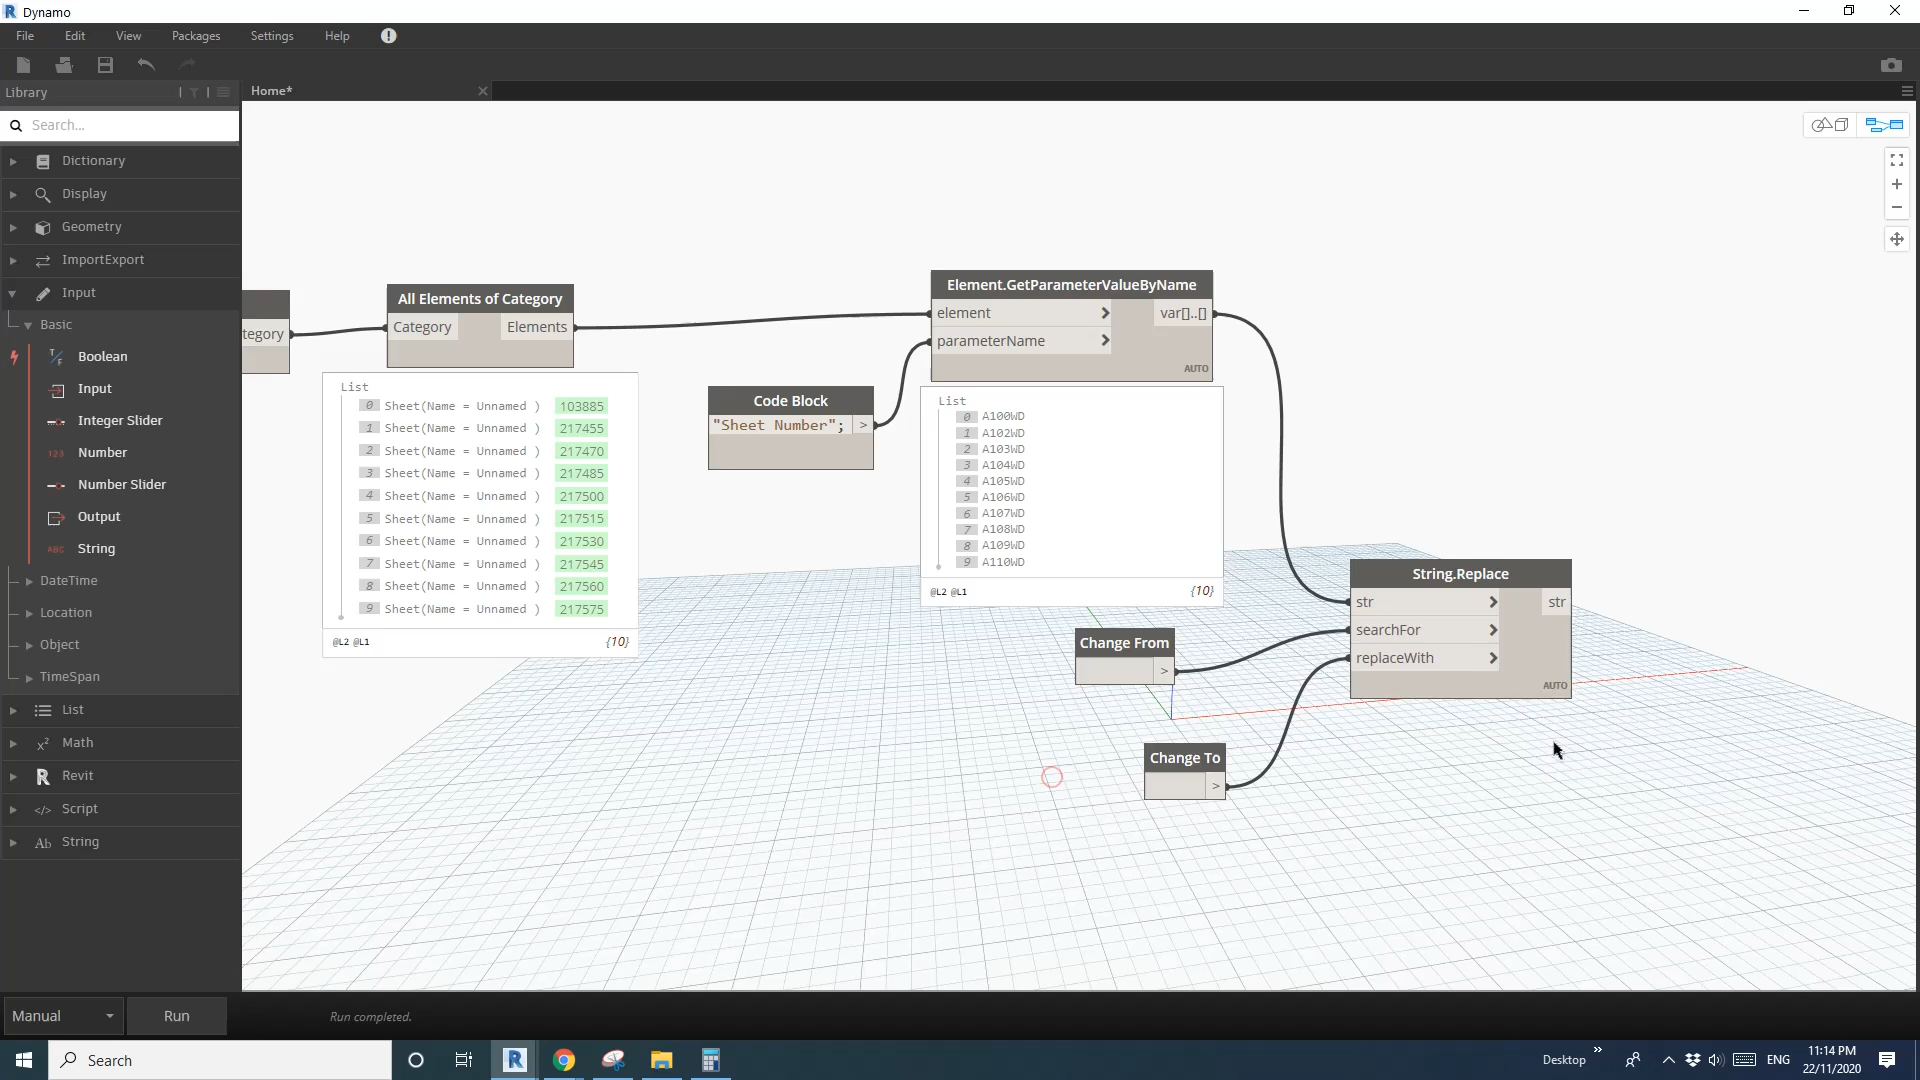 Dynamo
File Edit View Packages Settings Help
Library
Home*
Search...
Dictionary
Display
Geometry
ImportExport
Input
Basic
Boolean
Input
Integer Slider
123 Number
Number Slider
Output
ABC String
DateTime
Location
Object
TimeSpan
List
Math
Revit
Script
Ab String
tegory
All Elements of Category
Category Elements
List
0 Sheet(Name = Unnamed ) 103885
1 Sheet(Name = Unnamed ) 217455
2 Sheet(Name = Unnamed ) 217470
3 Sheet(Name = Unnamed ) 217485
4 Sheet(Name = Unnamed ) 217500
5 Sheet(Name = Unnamed ) 217515
6 Sheet(Name = Unnamed ) 217530
7 Sheet(Name = Unnamed ) 217545
8 Sheet(Name = Unnamed ) 217560
9 Sheet(Name = Unnamed ) 217575
@L2 @L1 {10}
Code Block
"Sheet Number"; >
Element.GetParameterValueByName
element > var[]..[]
parameterName >
AUTO
List
0 A100WD
1 A102WD
2 A103WD
3 A104WD
4 A105WD
5 A106WD
6 A107WD
7 A108WD
8 A109WD
9 A110WD
@L2 @L1 {10}
Change From
>
Change To
>
String.Replace
str > str
searchFor >
replaceWith >
AUTO
Manual Run Run completed.
Search
Desktop
ENG
11:14 PM
22/11/2020